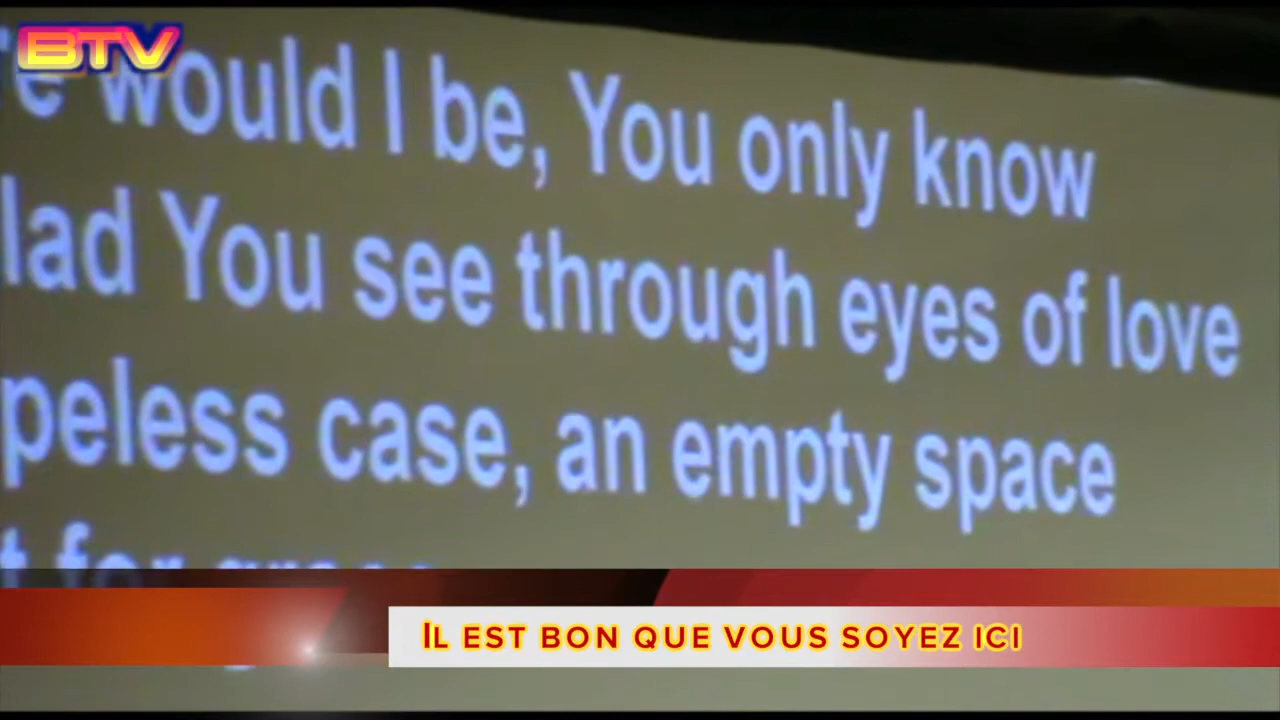 BTV
would I be, You only know
lad You see through eyes of love
peless case, an empty space
t for
IL EST BON QUE VOUS SOYEZ ICI